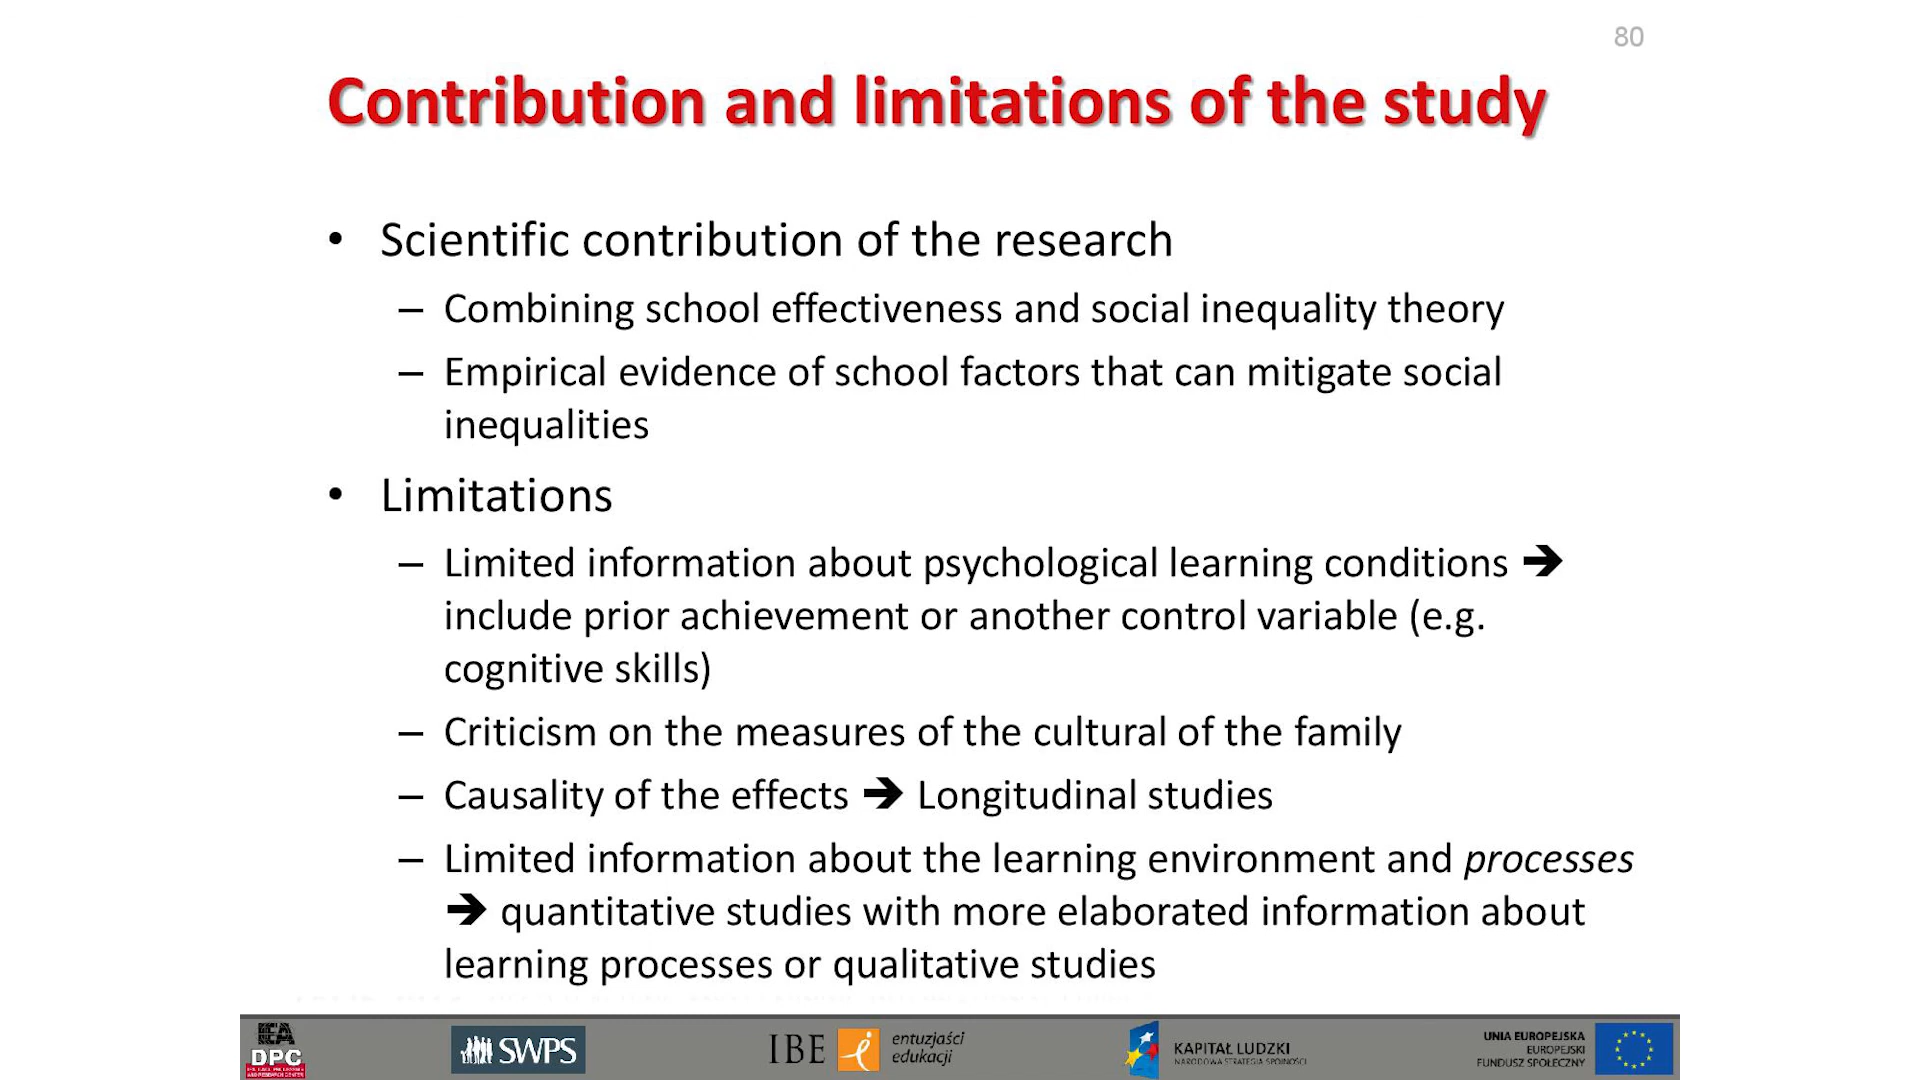 80
Contribution and limitations of the study
• Scientific contribution of the research
– Combining school effectiveness and social inequality theory
– Empirical evidence of school factors that can mitigate social
inequalities
• Limitations
– Limited information about psychological learning conditions ➔
include prior achievement or another control variable (e.g.
cognitive skills)
– Criticism on the measures of the cultural of the family
– Causality of the effects ➔ Longitudinal studies
– Limited information about the learning environment and processes
➔ quantitative studies with more elaborated information about
learning processes or qualitative studies
IEA
DPC
SWPS
IBE
entuzjaści
edukacji
KAPITAŁ LUDZKI
NARODOWA STRATEGIA SPÓJNOŚCI
UNIA EUROPEJSKA
EUROPEJSKI
FUNDUSZ SPOŁECZNY